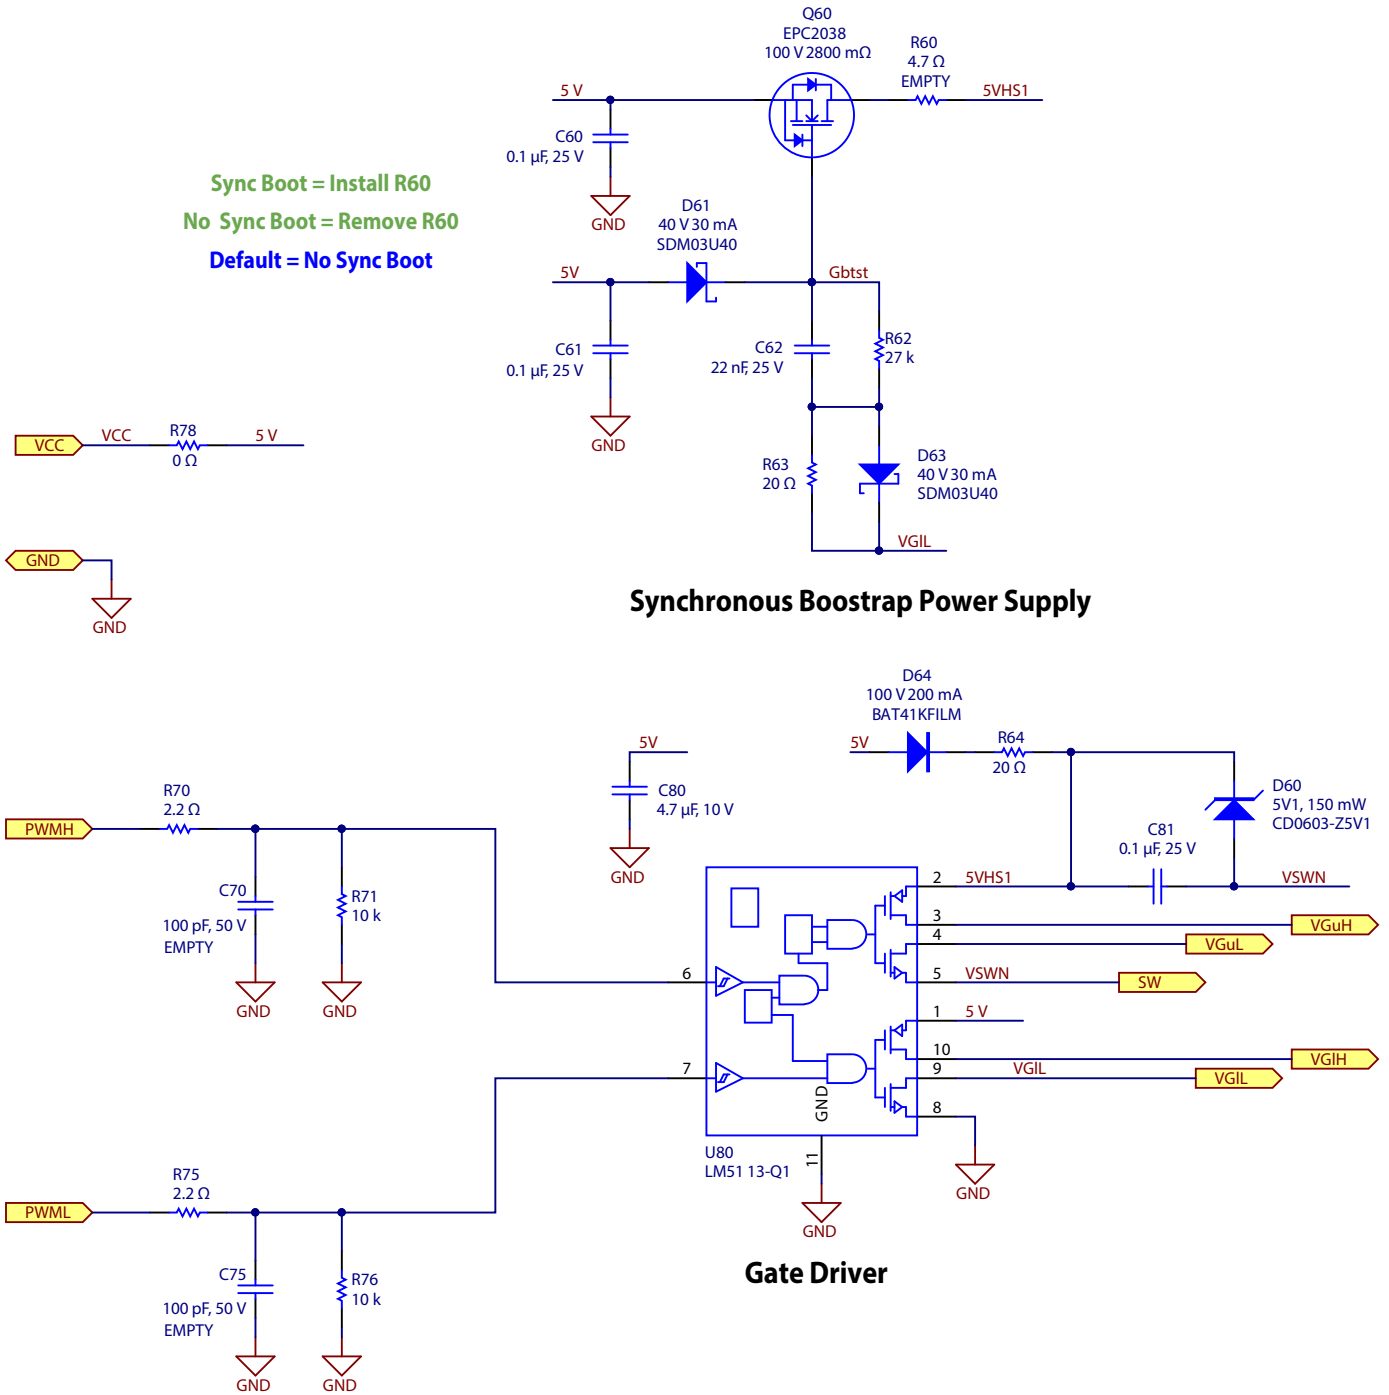 Q60
EPC2038
100 V 2800 mΩ
R60
4.7 Ω
EMPTY
5 V
5VHS1
C60
0.1 µF, 25 V
GND
Sync Boot = Install R60
No Sync Boot = Remove R60
Default = No Sync Boot
D61
40 V 30 mA
SDM03U40
5V
Gbtst
C61
0.1 µF, 25 V
GND
C62
22 nF, 25 V
R62
27 k
VCC
VCC
R78
0 Ω
5 V
R63
20 Ω
D63
40 V 30 mA
SDM03U40
VGlL
GND
GND
Synchronous Boostrap Power Supply
D64
100 V 200 mA
BAT41KFILM
5V
R64
20 Ω
5V
C80
4.7 µF, 10 V
GND
D60
5V1, 150 mW
CD0603-Z5V1
C81
0.1 µF, 25 V
PWMH
R70
2.2 Ω
C70
100 pF, 50 V
EMPTY
R71
10 k
GND
GND
2
5VHS1
VSWN
3
VGuH
4
VGuL
6
5
VSWN
SW
1
5 V
10
VGlH
7
9
VGlL
VGlL
8
GND
GND
U80
LM51 13-Q1
11
GND
PWML
R75
2.2 Ω
C75
100 pF, 50 V
EMPTY
R76
10 k
GND
GND
Gate Driver